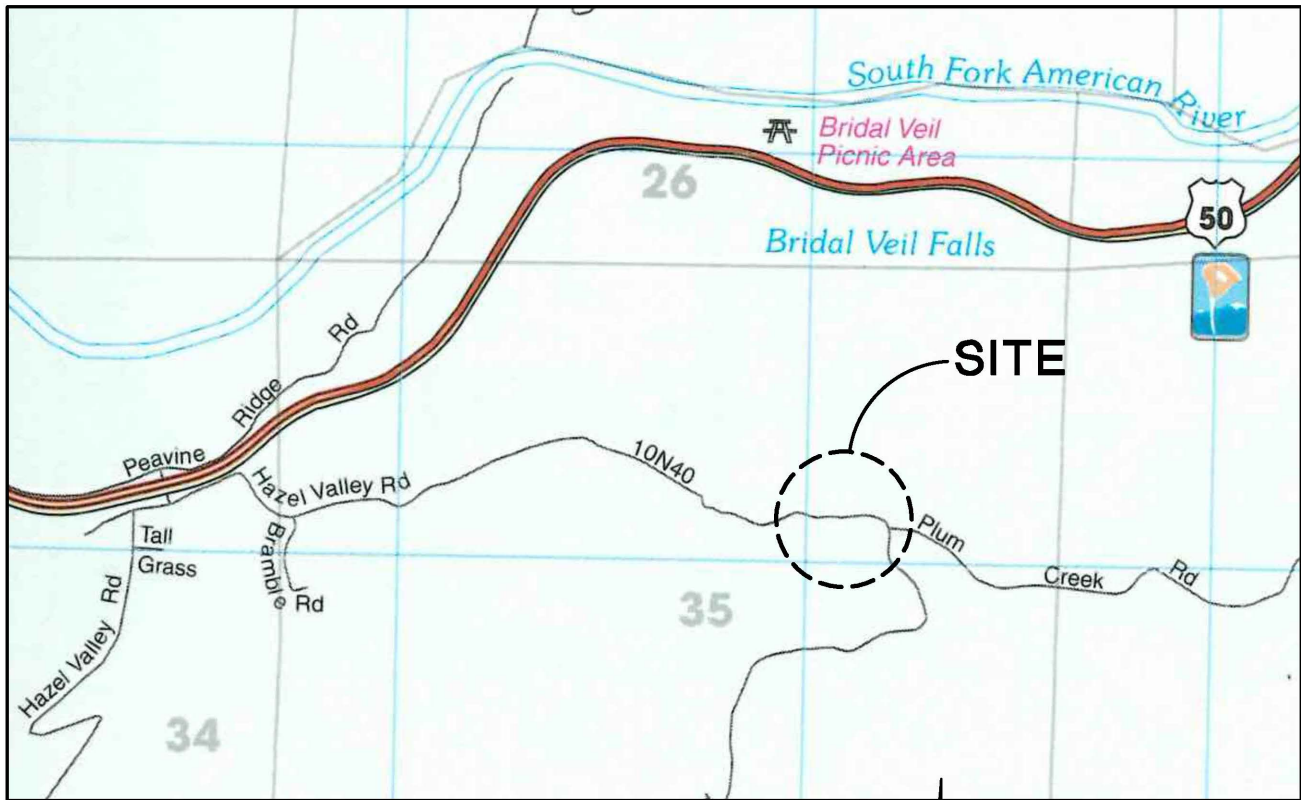 South Fork American River
Bridal Veil
Picnic Area
26
50
Bridal Veil Falls
Ridge Rd
SITE
Peavine
Hazel Valley Rd
10N40
Plum Creek Rd
Tall
Grass
Brambl
Rd
35
Hazel Valley Rd
34